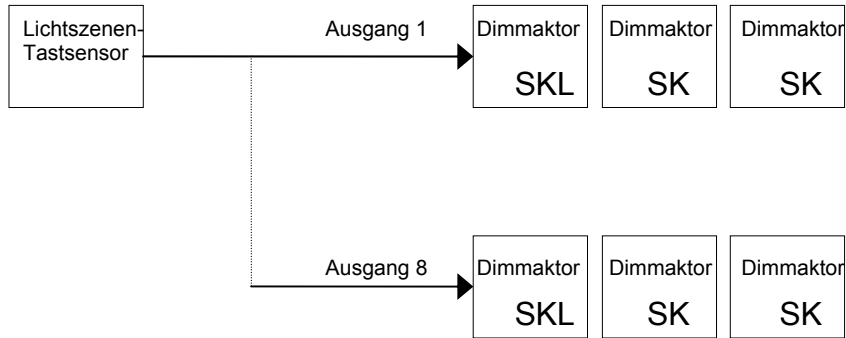 Lichtszenen-
Tastsensor
Ausgang 1
Dimmaktor
SKL
Dimmaktor
SK
Dimmaktor
SK
Ausgang 8
Dimmaktor
SKL
Dimmaktor
SK
Dimmaktor
SK